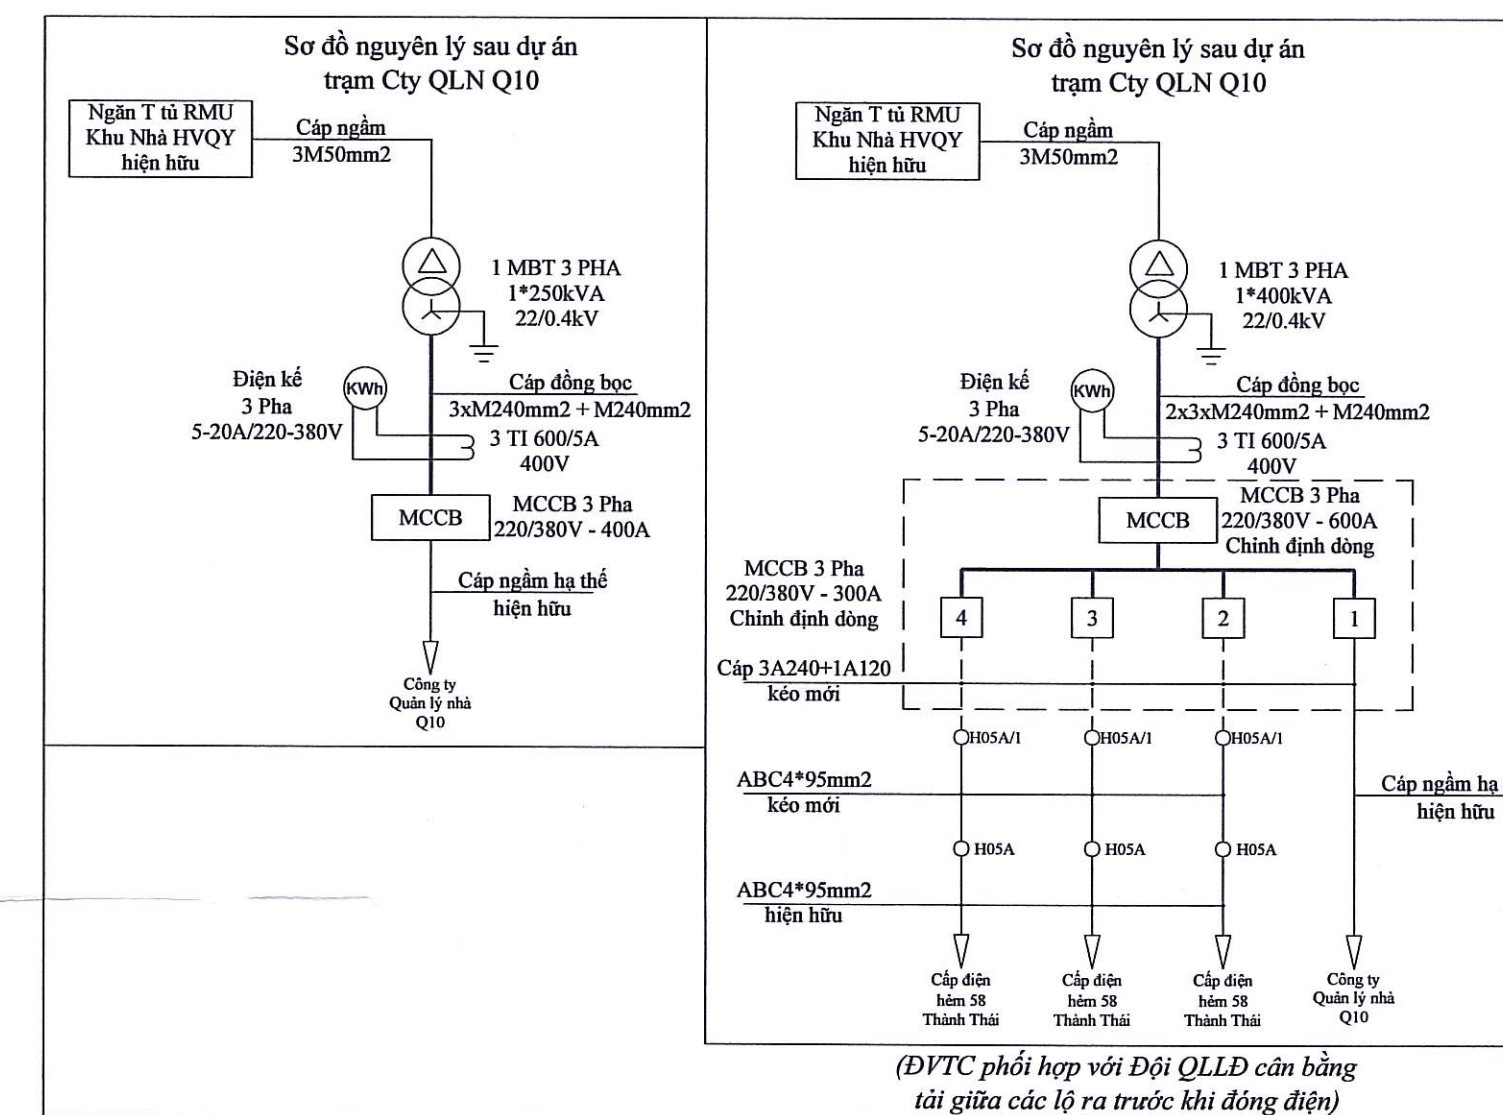 Sơ đồ nguyên lý sau dự án
trạm Cty QLN Q10
Ngăn T tủ RMU
Khu Nhà HVQY
hiện hữu
Cáp ngầm
3M50mm2
1 MBT 3 PHA
1*250kVA
22/0.4kV
Điện kế
3 Pha
5-20A/220-380V
KWh
Cáp đồng bọc
3xM240mm2 + M240mm2
3 TI 600/5A
400V
MCCB
MCCB 3 Pha
220/380V - 400A
Cáp ngầm hạ thế
hiện hữu
Công ty
Quản lý nhà
Q10
Sơ đồ nguyên lý sau dự án
trạm Cty QLN Q10
Ngăn T tủ RMU
Khu Nhà HVQY
hiện hữu
Cáp ngầm
3M50mm2
1 MBT 3 PHA
1*400kVA
22/0.4kV
Điện kế
3 Pha
5-20A/220-380V
KWh
Cáp đồng bọc
2x3xM240mm2 + M240mm2
3 TI 600/5A
400V
MCCB
MCCB 3 Pha
220/380V - 600A
Chỉnh định dòng
MCCB 3 Pha
220/380V - 300A
Chỉnh định dòng
4 3 2 1
Cáp 3A240+1A120
kéo mới
H05A/1 H05A/1 H05A/1
ABC4*95mm2
kéo mới
Cáp ngầm hạ
hiện hữu
H05A H05A H05A
ABC4*95mm2
hiện hữu
Cấp điện
hẻm 58
Thành Thái
Cấp điện
hẻm 58
Thành Thái
Cấp điện
hẻm 58
Thành Thái
Công ty
Quản lý nhà
Q10
(ĐVTC phối hợp với Đội QLLĐ cân bằng
tải giữa các lộ ra trước khi đóng điện)